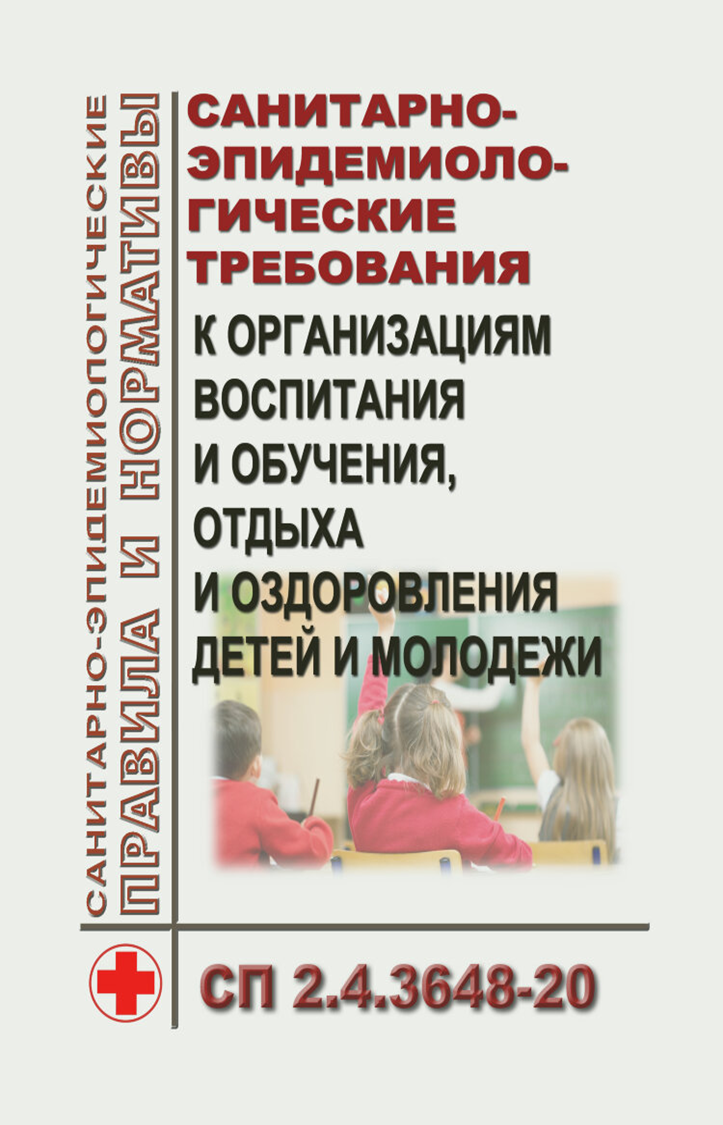 САНИТАРНО-ЭПИДЕМИОЛОГИЧЕСКИЕ
ПРАВИЛА И НОРМАТИВЫ
САНИТАРНО-
ЭПИДЕМИОЛО-
ГИЧЕСКИЕ
ТРЕБОВАНИЯ
К ОРГАНИЗАЦИЯМ
ВОСПИТАНИЯ
И ОБУЧЕНИЯ,
ОТДЫХА
И ОЗДОРОВЛЕНИЯ
ДЕТЕЙ И МОЛОДЕЖИ
СП 2.4.3648-20